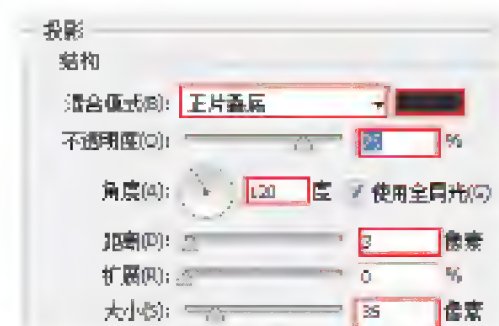 投影
结构
混合模式(B): 正片叠底
不透明度(O): %
角度(A): 120 度 使用全局光(G)
距离(D): 像素
扩展(R): 0 %
大小(S): 35 像素